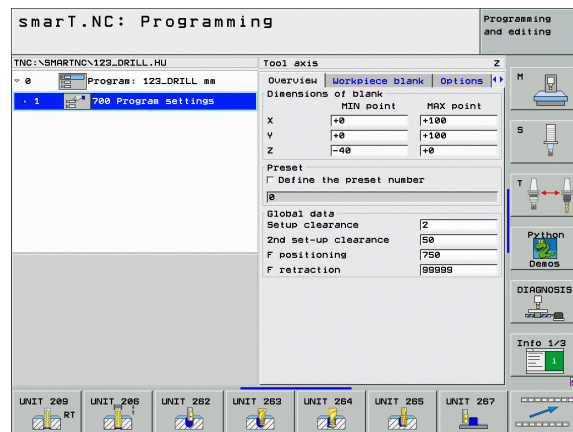 smarT.NC: Programming
Programming and editing
TNC:\SMARTNC\123_DRILL.HU
0 Program: 123_DRILL mm
1 700 Program settings
Tool axis Z
Overview Workpiece blank Options
Dimensions of blank
MIN point MAX point
X +0 +100
Y +0 +100
Z -40 +0
Preset
Define the preset number
0
Global data
Setup clearance 2
2nd set-up clearance 50
F positioning 750
F retraction 99999
M
S
T
Python
Demos
DIAGNOSIS
Info 1/3
UNIT 209 RT
UNIT 206
UNIT 262
UNIT 263
UNIT 264
UNIT 265
UNIT 267